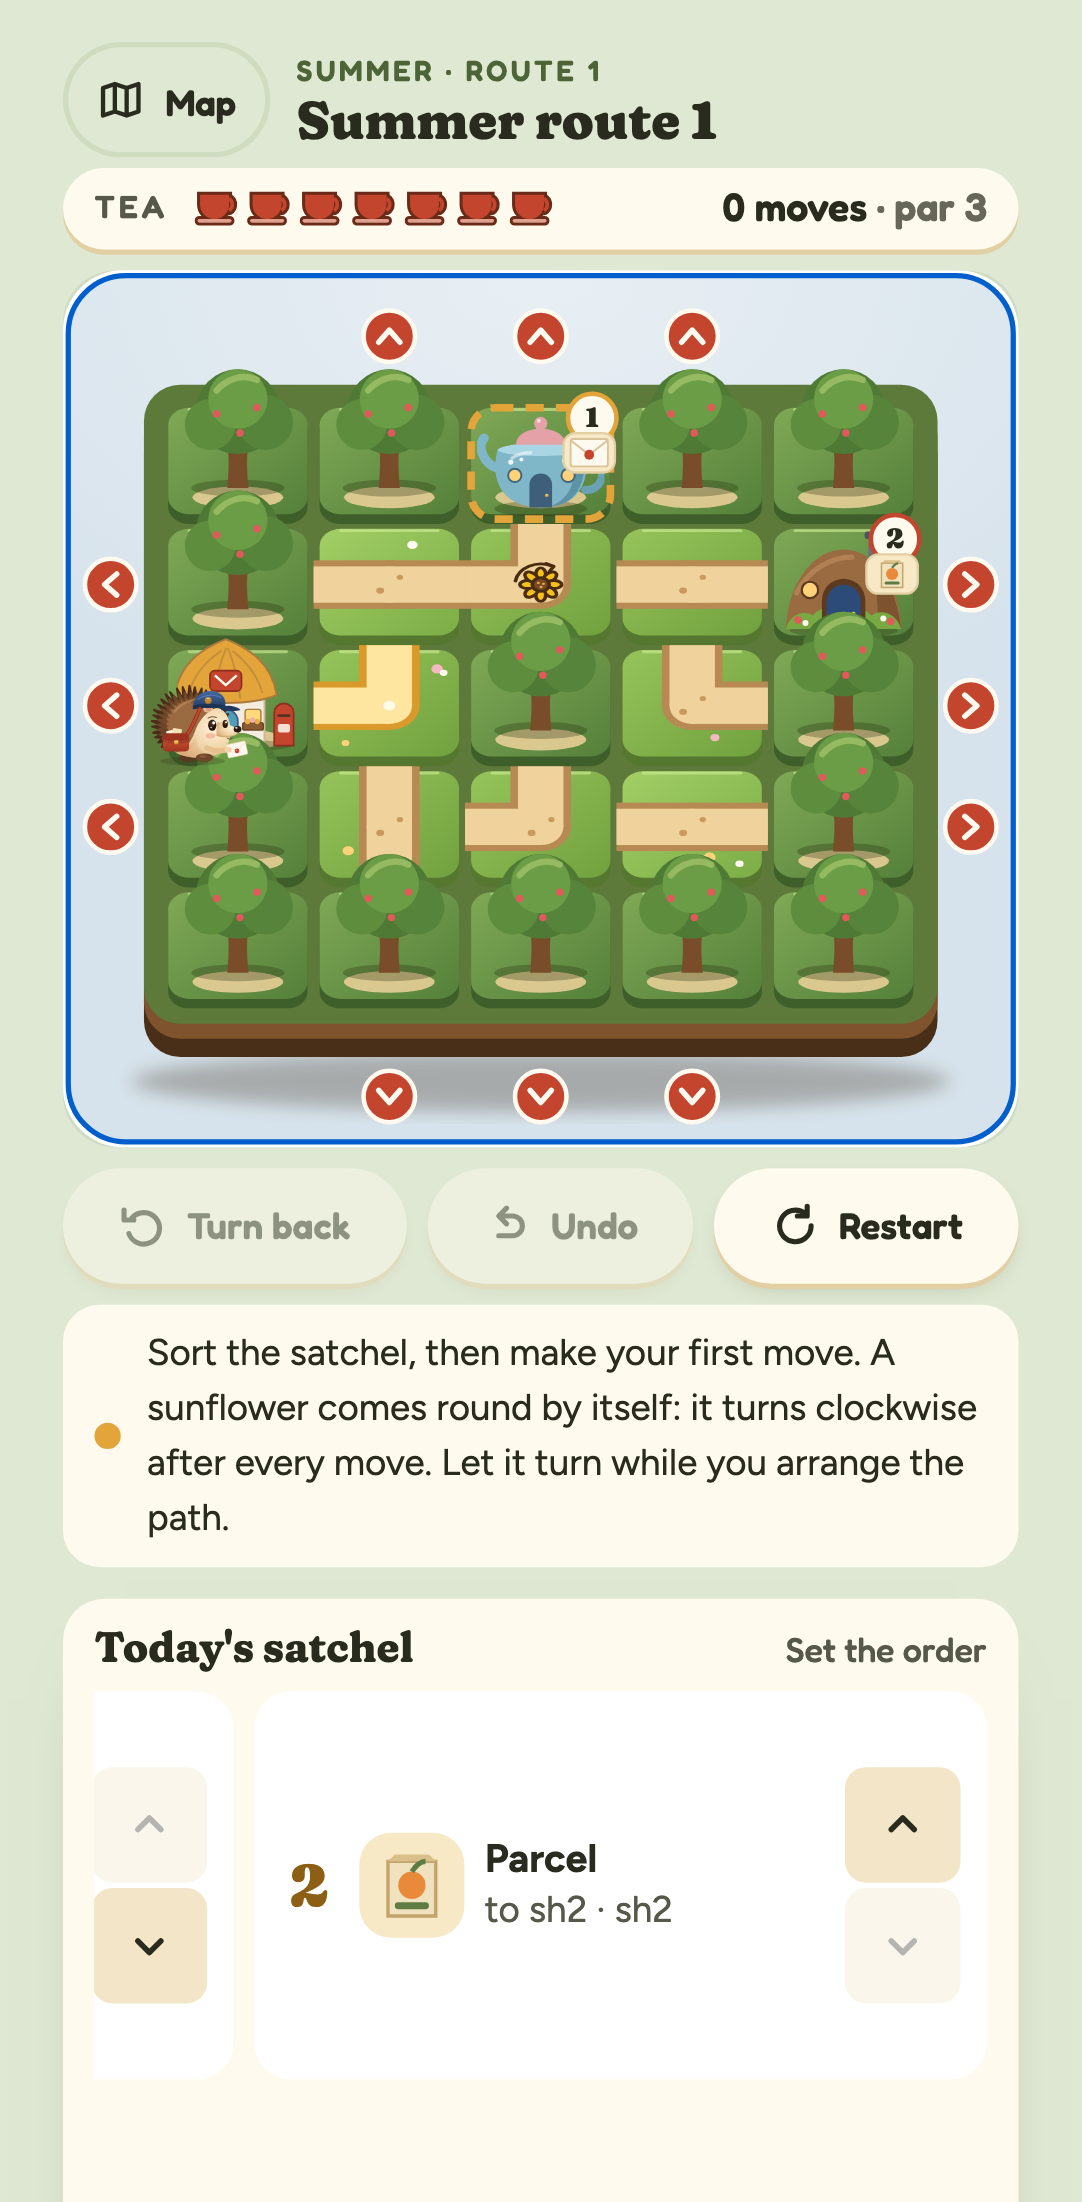 Map
SUMMER · ROUTE 1
Summer route 1
TEA
0 moves · par 3
1
2
Turn back
Undo
Restart
Sort the satchel, then make your first move. A
sunflower comes round by itself: it turns clockwise
after every move. Let it turn while you arrange the
path.
Today's satchel
Set the order
2
Parcel
to sh2 · sh2